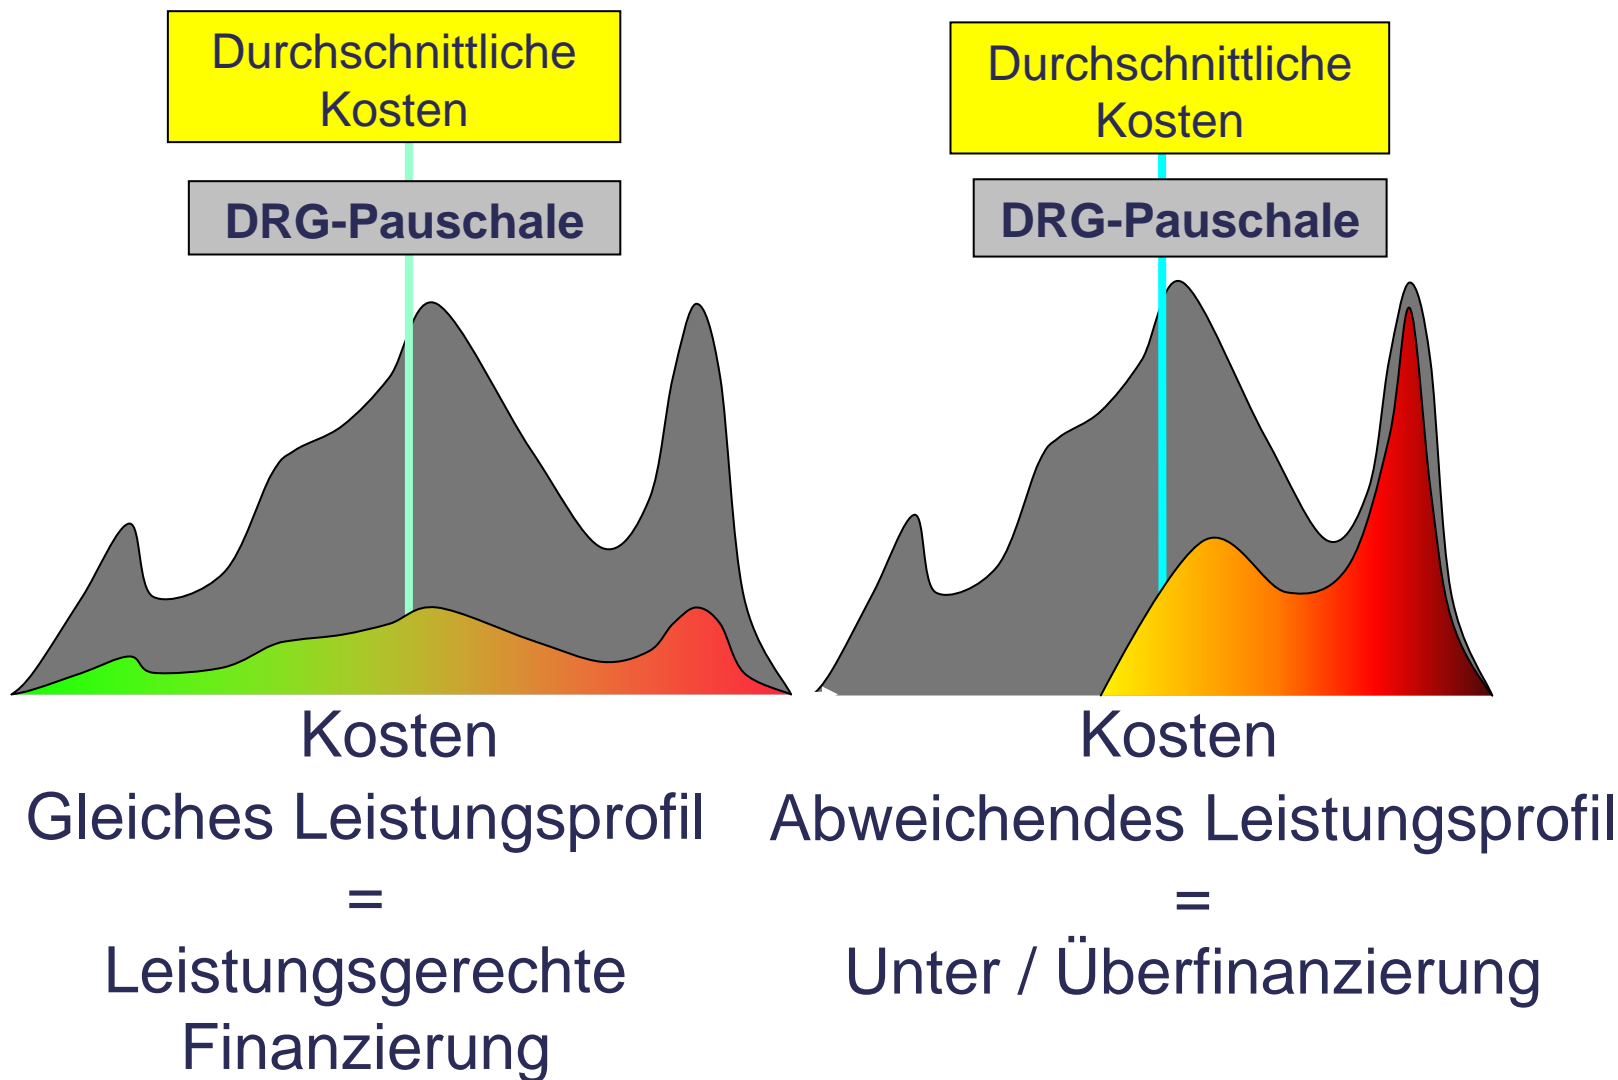 Durchschnittliche
Kosten
DRG-Pauschale
Kosten
Gleiches Leistungsprofil
=
Leistungsgerechte
Finanzierung
Durchschnittliche
Kosten
DRG-Pauschale
Kosten
Abweichendes Leistungsprofil
=
Unter / Überfinanzierung